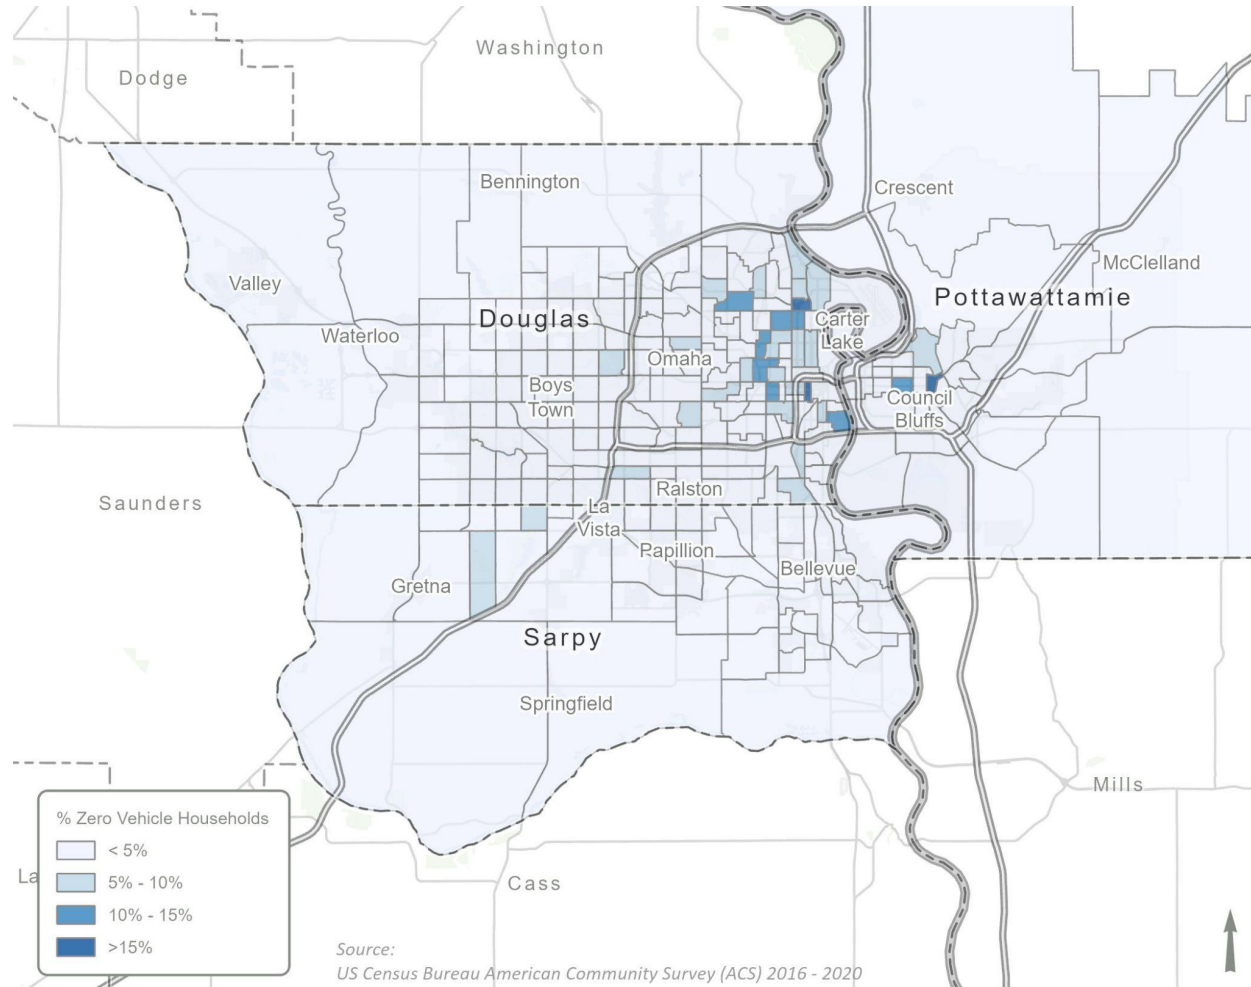 Washington
Dodge
Bennington
Crescent
McClelland
Valley
Pottawattamie
Douglas
Carter
Lake
Waterloo
Omaha
Boys
Town
Council
Bluffs
Saunders
Ralston
La
Vista
Papillion
Bellevue
Gretna
Sarpy
Springfield
Mills
% Zero Vehicle Households
< 5%
5% - 10%
10% - 15%
>15%
La
Cass
Source:
US Census Bureau American Community Survey (ACS) 2016 - 2020